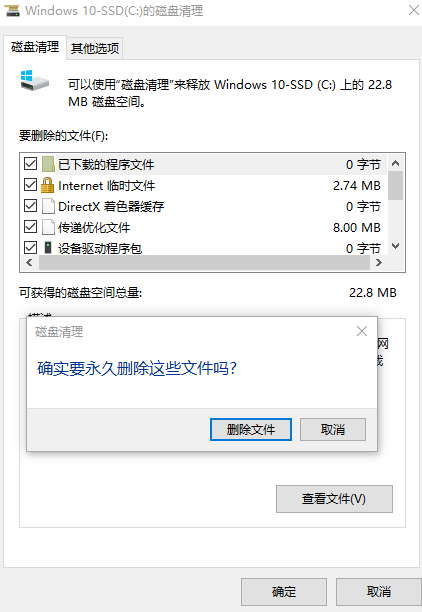 Windows 10-SSD(C:)的磁盘清理
磁盘清理 其他选项
可以使用“磁盘清理”来释放 Windows 10-SSD (C:) 上的 22.8
MB 磁盘空间。
要删除的文件(F):
已下载的程序文件 0 字节
Internet 临时文件 2.74 MB
DirectX 着色器缓存 0 字节
传递优化文件 8.00 MB
设备驱动程序包 0 字节
可获得的磁盘空间总量: 22.8 MB
磁盘清理
网
确实要永久删除这些文件吗?
删除文件 取消
查看文件(V)
确定 取消